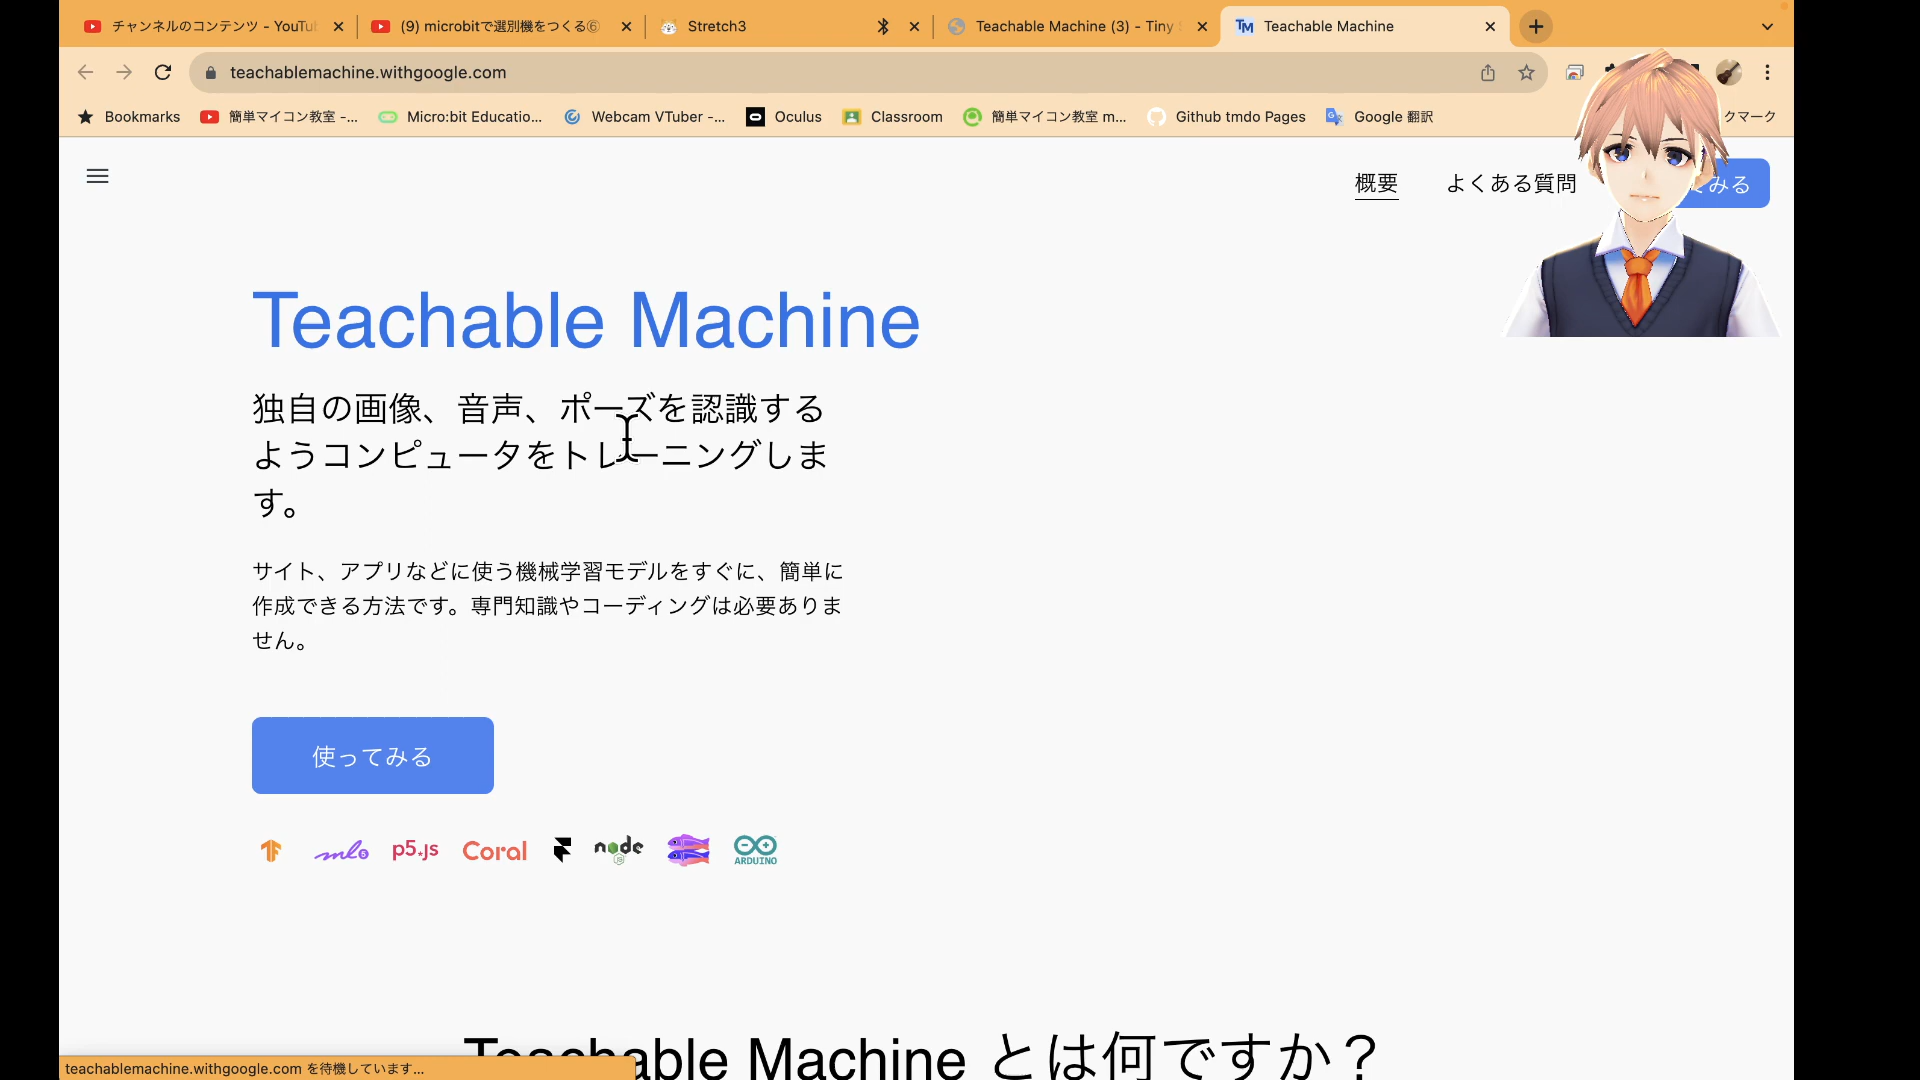 チャンネルのコンテンツ - YouTu
(9) microbitで選別機をつくる⑥
Stretch3
Teachable Machine (3) - Tiny
Teachable Machine
teachablemachine.withgoogle.com
Bookmarks
簡単マイコン教室 -...
Micro:bit Educatio...
Webcam VTuber -...
Oculus
Classroom
簡単マイコン教室 m...
Github tmdo Pages
Google 翻訳
クマーク
概要
よくある質問
てみる
Teachable Machine
独自の画像、音声、ポーズを認識する
ようコンピュータをトレーニングしま
す。
サイト、アプリなどに使う機械学習モデルをすぐに、簡単に
作成できる方法です。専門知識やコーディングは必要ありま
せん。
使ってみる
ml5
p5.js
Coral
node
JS
ARDUINO
Teachable Machine とは何ですか？
teachablemachine.withgoogle.com を待機しています...